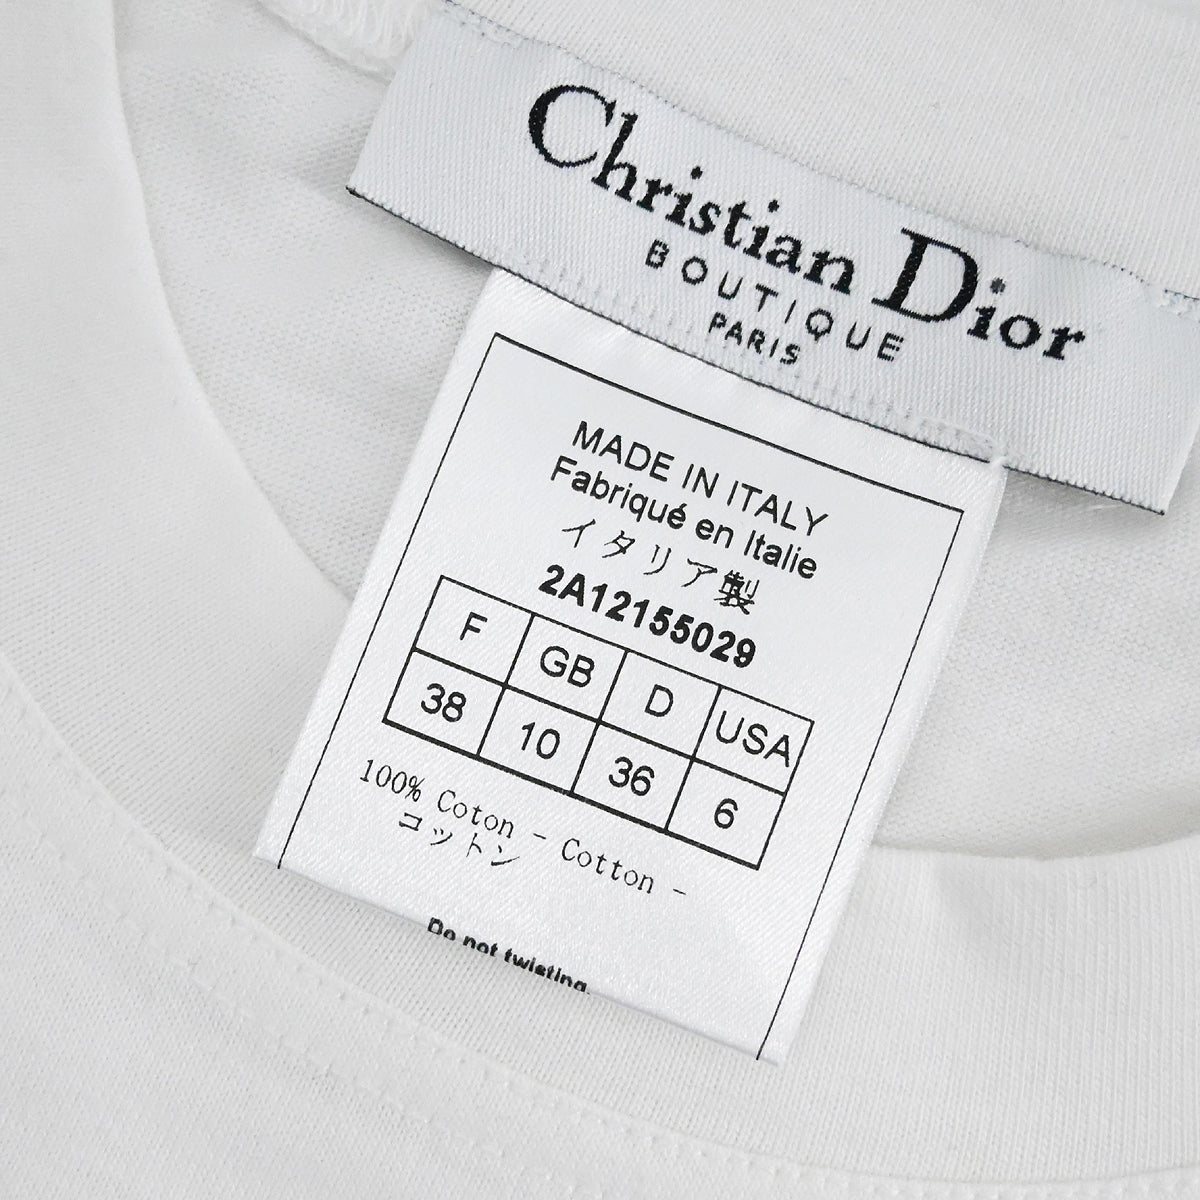 Christian Dior
BOUTIQUE
PARIS
MADE IN ITALY
Fabriqué en Italie
イタリア製
2A12155029
F GB D USA
38 10 36 6
100% Coton - Cotton -
コットン
Do not twisting.